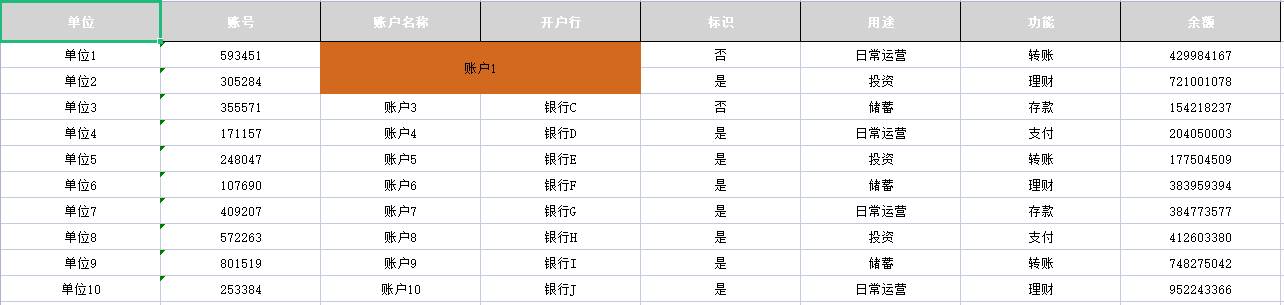 单位 账号 账户名称 开户行 标识 用途 功能 余额
单位1 593451 账户1 否 日常运营 转账 429984167
单位2 305284 是 投资 理财 721001078
单位3 355571 账户3 银行C 否 储蓄 存款 154218237
单位4 171157 账户4 银行D 是 日常运营 支付 204050003
单位5 248047 账户5 银行E 是 投资 转账 177504509
单位6 107690 账户6 银行F 是 储蓄 理财 383959394
单位7 409207 账户7 银行G 是 日常运营 存款 384773577
单位8 572263 账户8 银行H 是 投资 支付 412603380
单位9 801519 账户9 银行I 是 储蓄 转账 748275042
单位10 253384 账户10 银行J 是 日常运营 理财 952243366